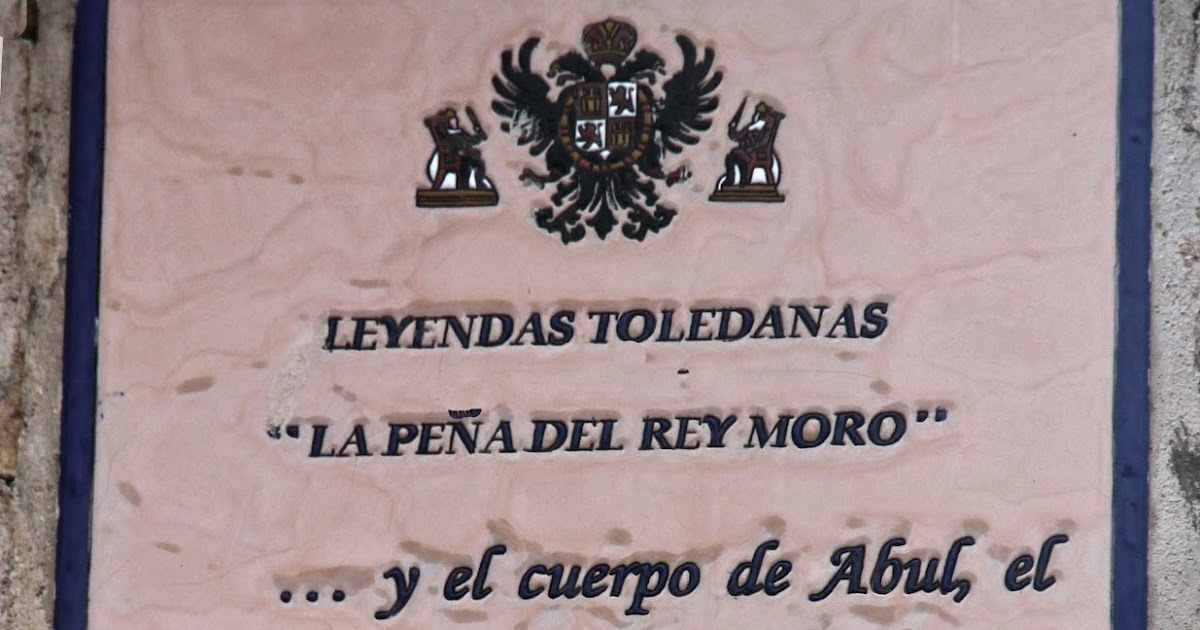 LEYENDAS TOLEDANAS
"LA PEÑA DEL REY MORO"
... y el cuerpo de Abul, el